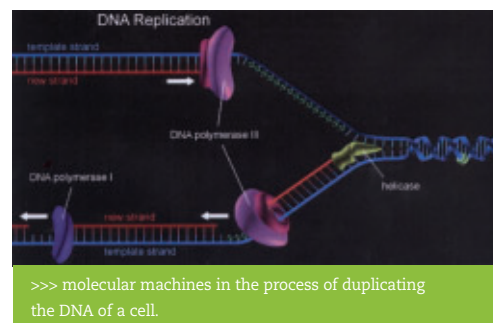 DNA Replication
template strand
new strand
DNA polymerase III
DNA polymerase I
helicase
new strand
template strand
>>> molecular machines in the process of duplicating
the DNA of a cell.